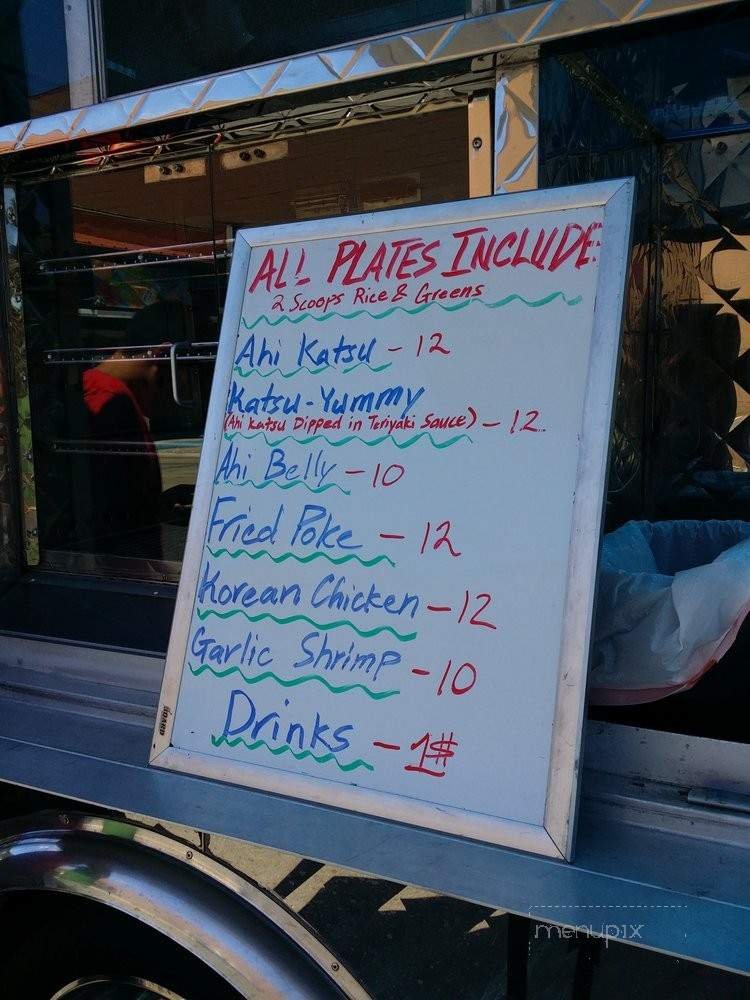 ALL PLATES INCLUDE
2 Scoops Rice & Greens
Ahi Katsu - 12
Katsu-Yummy
(Ahi Katsu Dipped in Teriyaki Sauce) - 12
Ahi Belly - 10
Fried Poke - 12
Korean Chicken - 12
Garlic Shrimp - 10
Drinks - 1$
BOARD
menupix